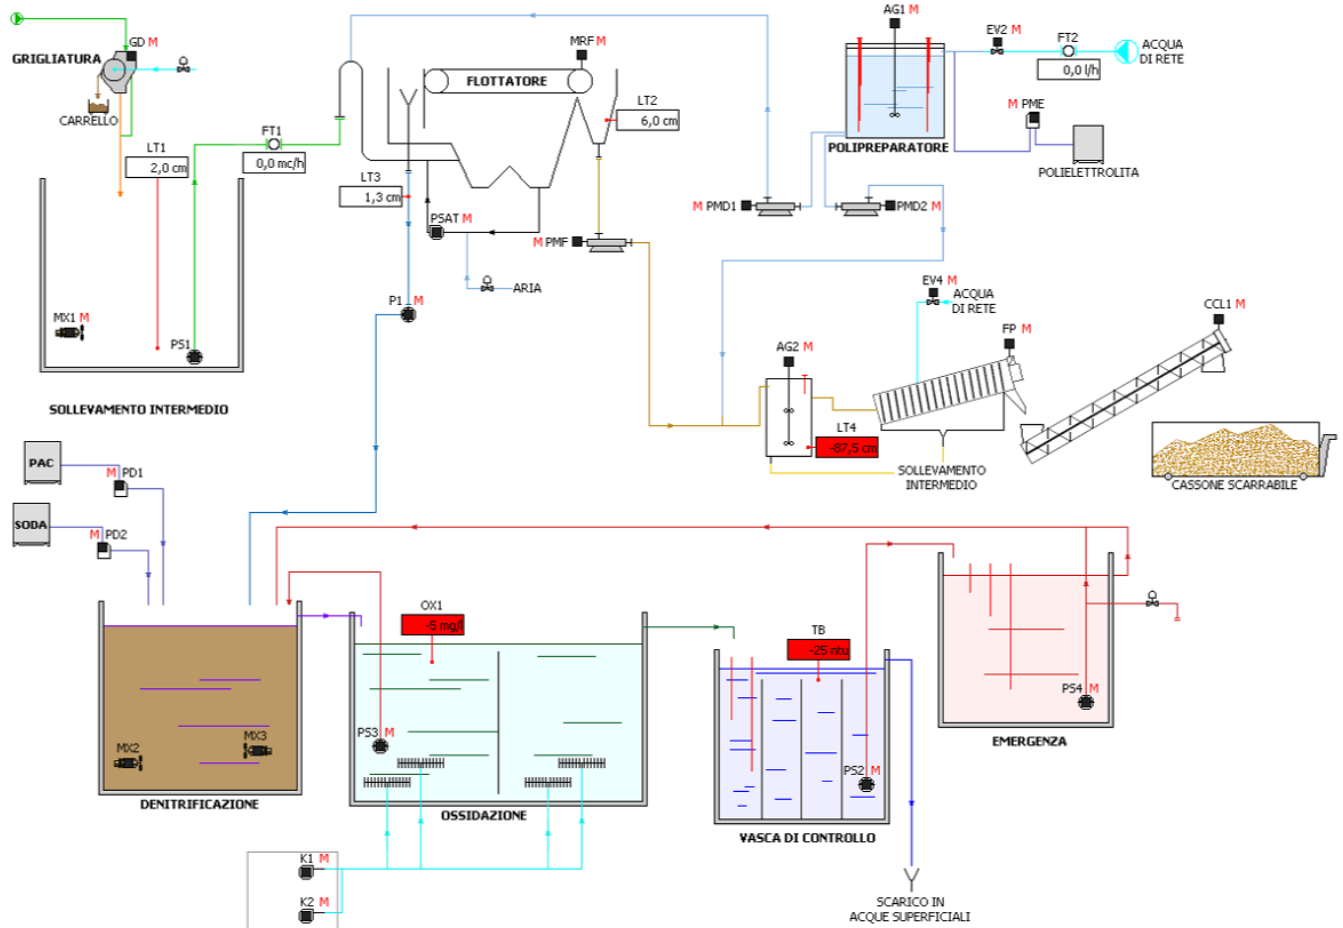 AG1 M
EV2 M
FT2
ACQUA
DI RETE
0,0 l/h
GD M
GRIGLIATURA
MRF M
FLOTTATORE
LT2
6,0 cm
M PME
CARRELLO
FT1
0,0 mc/h
LT1
2,0 cm
POLIPREPARATORE
POLIELETTROLITA
LT3
1,3 cm
PSAT M
M PMD1
PMD2 M
M PMF
ARIA
EV4 M
ACQUA
DI RETE
P1 M
CCL1 M
MX1 M
PS1
AG2 M
FP M
SOLLEVAMENTO INTERMEDIO
LT4
-87,5 cm
SOLLEVAMENTO
INTERMEDIO
CASSONE SCARRABILE
PAC
M PD1
SODA
M PD2
OX1
-5 mg/l
TB
-25 ntu
PS4 M
PS3 M
MX2
MX3
PS2 M
EMERGENZA
DENITRIFICAZIONE
OSSIDAZIONE
VASCA DI CONTROLLO
K1 M
K2 M
SCARICO IN
ACQUE SUPERFICIALI